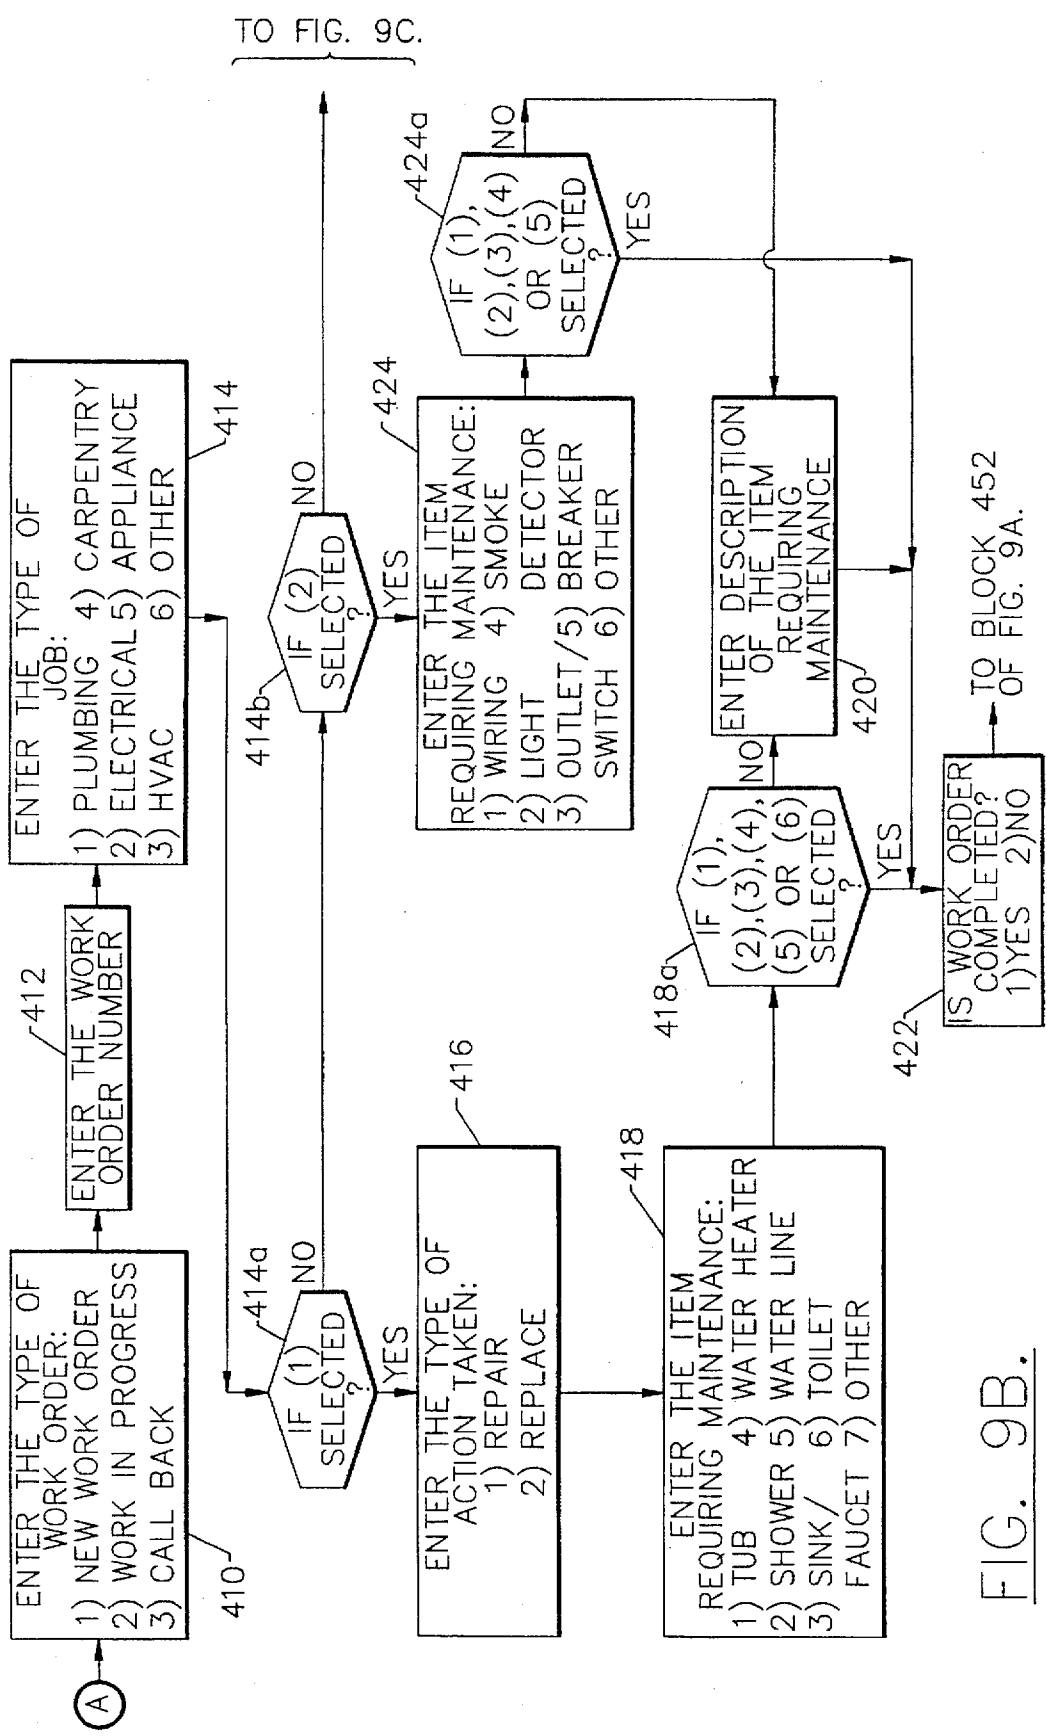 A
ENTER THE TYPE OF
WORK ORDER:
1) NEW WORK ORDER
2) WORK IN PROGRESS
3) CALL BACK
410
412
ENTER THE WORK
ORDER NUMBER
ENTER THE TYPE OF
JOB:
1) PLUMBING 4) CARPENTRY
2) ELECTRICAL 5) APPLIANCE
3) HVAC 6) OTHER
414
414a
IF (1)
SELECTED
?
NO
YES
414b
IF (2)
SELECTED
?
NO
YES
TO FIG. 9C.
ENTER THE TYPE OF
ACTION TAKEN:
1) REPAIR
2) REPLACE
416
ENTER THE ITEM
REQUIRING MAINTENANCE:
1) WIRING 4) SMOKE
2) LIGHT DETECTOR
3) OUTLET/ 5) BREAKER
SWITCH 6) OTHER
424
424a
IF (1),
(2),(3),(4)
OR (5)
SELECTED
?
NO
YES
ENTER THE ITEM
REQUIRING MAINTENANCE:
1) TUB 4) WATER HEATER
2) SHOWER 5) WATER LINE
3) SINK/ 6) TOILET
FAUCET 7) OTHER
418
418a
IF (1),
(2),(3),(4),
(5) OR (6)
SELECTED
?
NO
YES
ENTER DESCRIPTION
OF THE ITEM
REQUIRING
MAINTENANCE
420
422
IS WORK ORDER
COMPLETED?
1)YES 2)NO
TO BLOCK 452
OF FIG. 9A.
FIG. 9B.